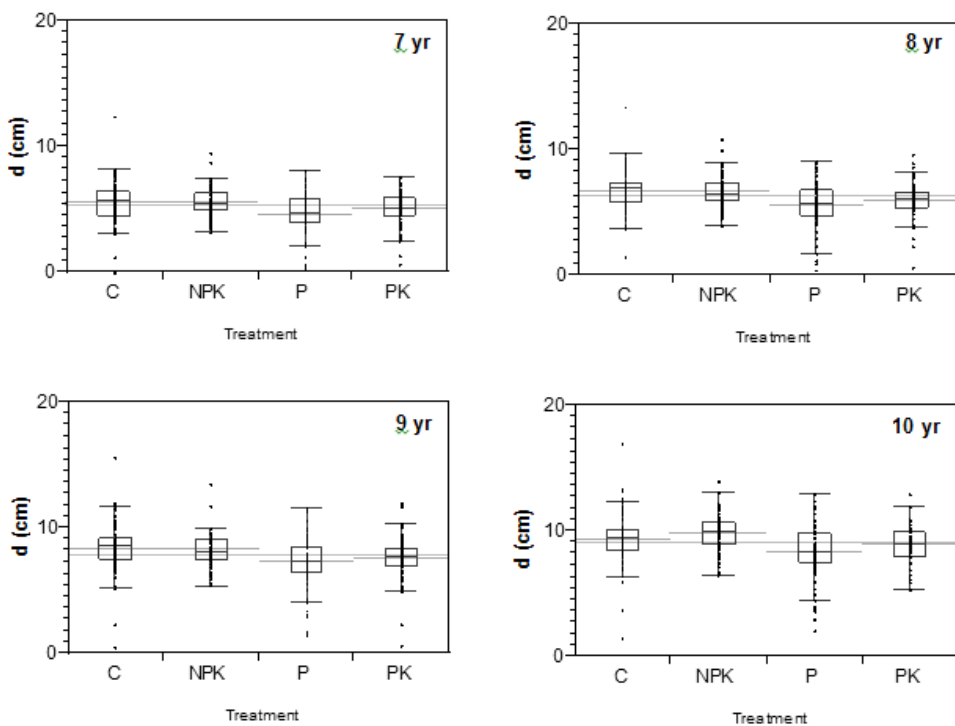 20
7 yr
d (cm)
10
0
C NPK P PK
Treatment
20
8 yr
d (cm)
10
0
C NPK P PK
Treatment
20
9 yr
d (cm)
10
0
C NPK P PK
Treatment
20
10 yr
d (cm)
10
0
C NPK P PK
Treatment